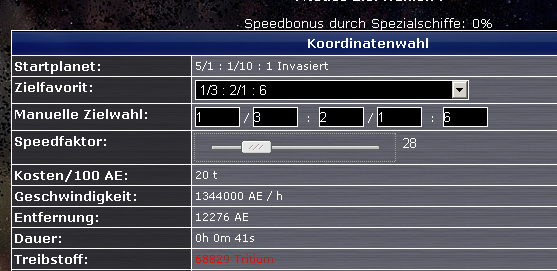 Speedbonus durch Spezialschiffe: 0%
Koordinatenwahl
Startplanet: 5/1 : 1/10 : 1 Invasiert
Zielfavorit: 1/3 : 2/1 : 6
Manuelle Zielwahl: 1 / 3 : 2 / 1 : 6
Speedfaktor: 28
Kosten/100 AE: 20 t
Geschwindigkeit: 1344000 AE / h
Entfernung: 12276 AE
Dauer: 0h 0m 41s
Treibstoff: 68829 Tritium